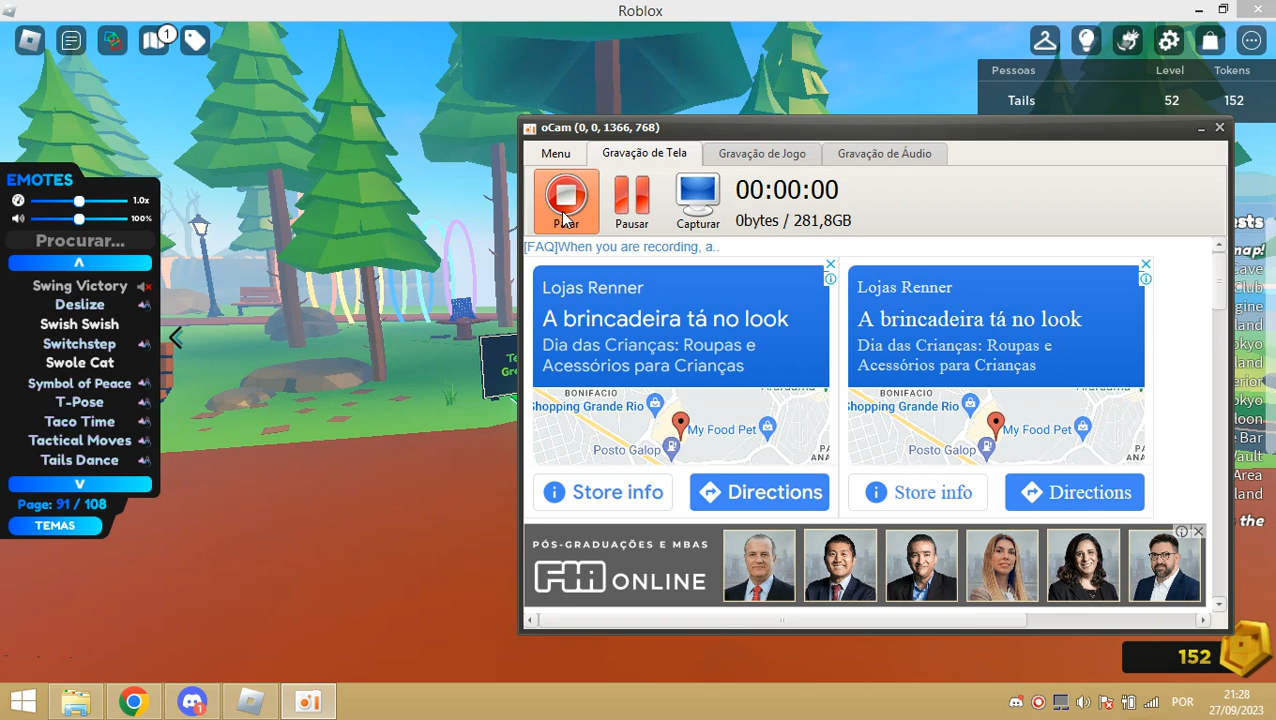 Roblox
1
Pessoas Level Tokens
Tails 52 152
EMOTES
1.0x
100%
Procurar...
Swing Victory
Deslize
Swish Swish
Switchstep
Swole Cat
Symbol of Peace
T-Pose
Taco Time
Tactical Moves
Tails Dance
Page: 91 / 108
TEMAS
oCam (0, 0, 1366, 768)
Menu Gravação de Tela Gravação de Jogo Gravação de Áudio
Parar Pausar Capturar
00:00:00
0bytes / 281,8GB
[FAQ]When you are recording, a..
Lojas Renner
A brincadeira tá no look
Dia das Crianças: Roupas e
Acessórios para Crianças
BONIFACIO
Shopping Grande Rio
My Food Pet
Posto Galop
Store info Directions
Lojas Renner
A brincadeira tá no look
Dia das Crianças: Roupas e
Acessórios para Crianças
BONIFACIO
Shopping Grande Rio
My Food Pet
Posto Galop
Store info Directions
PÓS-GRADUAÇÕES E MBAS
FIA ONLINE
the
152
1
POR
21:28
27/09/2023